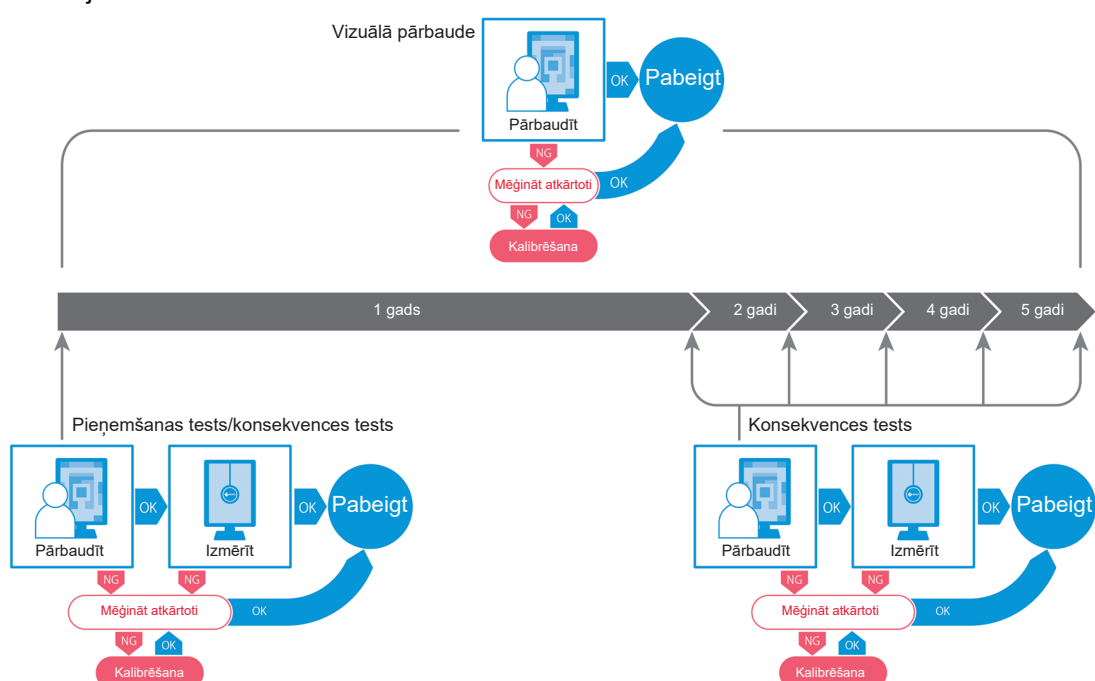 Vizuālā pārbaude
OK
Pabeigt
Pārbaudīt
NG
Mēģināt atkārtoti
OK
NG
OK
Kalibrēšana
1 gads
2 gadi
3 gadi
4 gadi
5 gadi
Pieņemšanas tests/konsekvences tests
OK
OK
Pabeigt
Pārbaudīt
Izmērīt
NG
NG
Mēģināt atkārtoti
OK
NG
OK
Kalibrēšana
Konsekvences tests
OK
OK
Pabeigt
Pārbaudīt
Izmērīt
NG
NG
Mēģināt atkārtoti
OK
NG
OK
Kalibrēšana